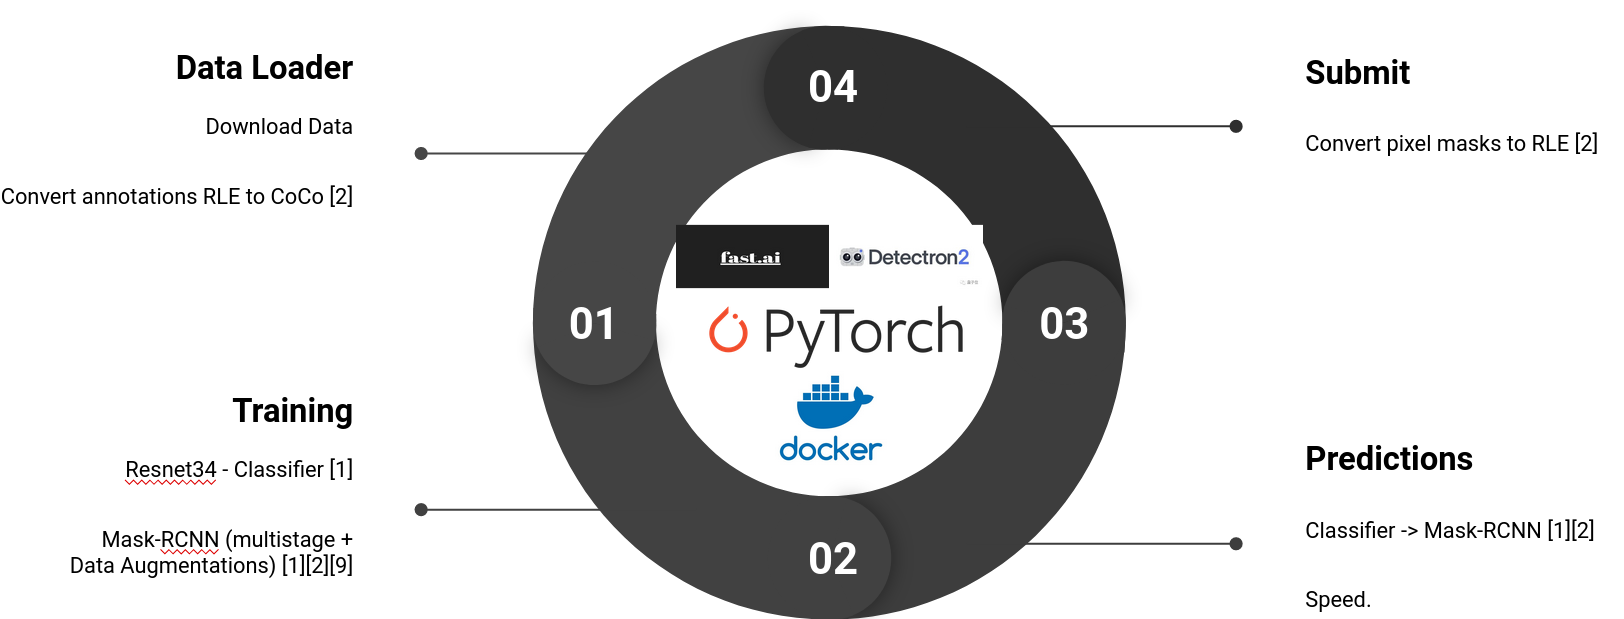 Data Loader
Download Data
Convert annotations RLE to CoCo [2]
Training
Resnet34 - Classifier [1]
Mask-RCNN (multistage +
Data Augmentations) [1][2][9]
04
01
03
02
fast.ai
Detectron2
PyTorch
docker
Submit
Convert pixel masks to RLE [2]
Predictions
Classifier -> Mask-RCNN [1][2]
Speed.